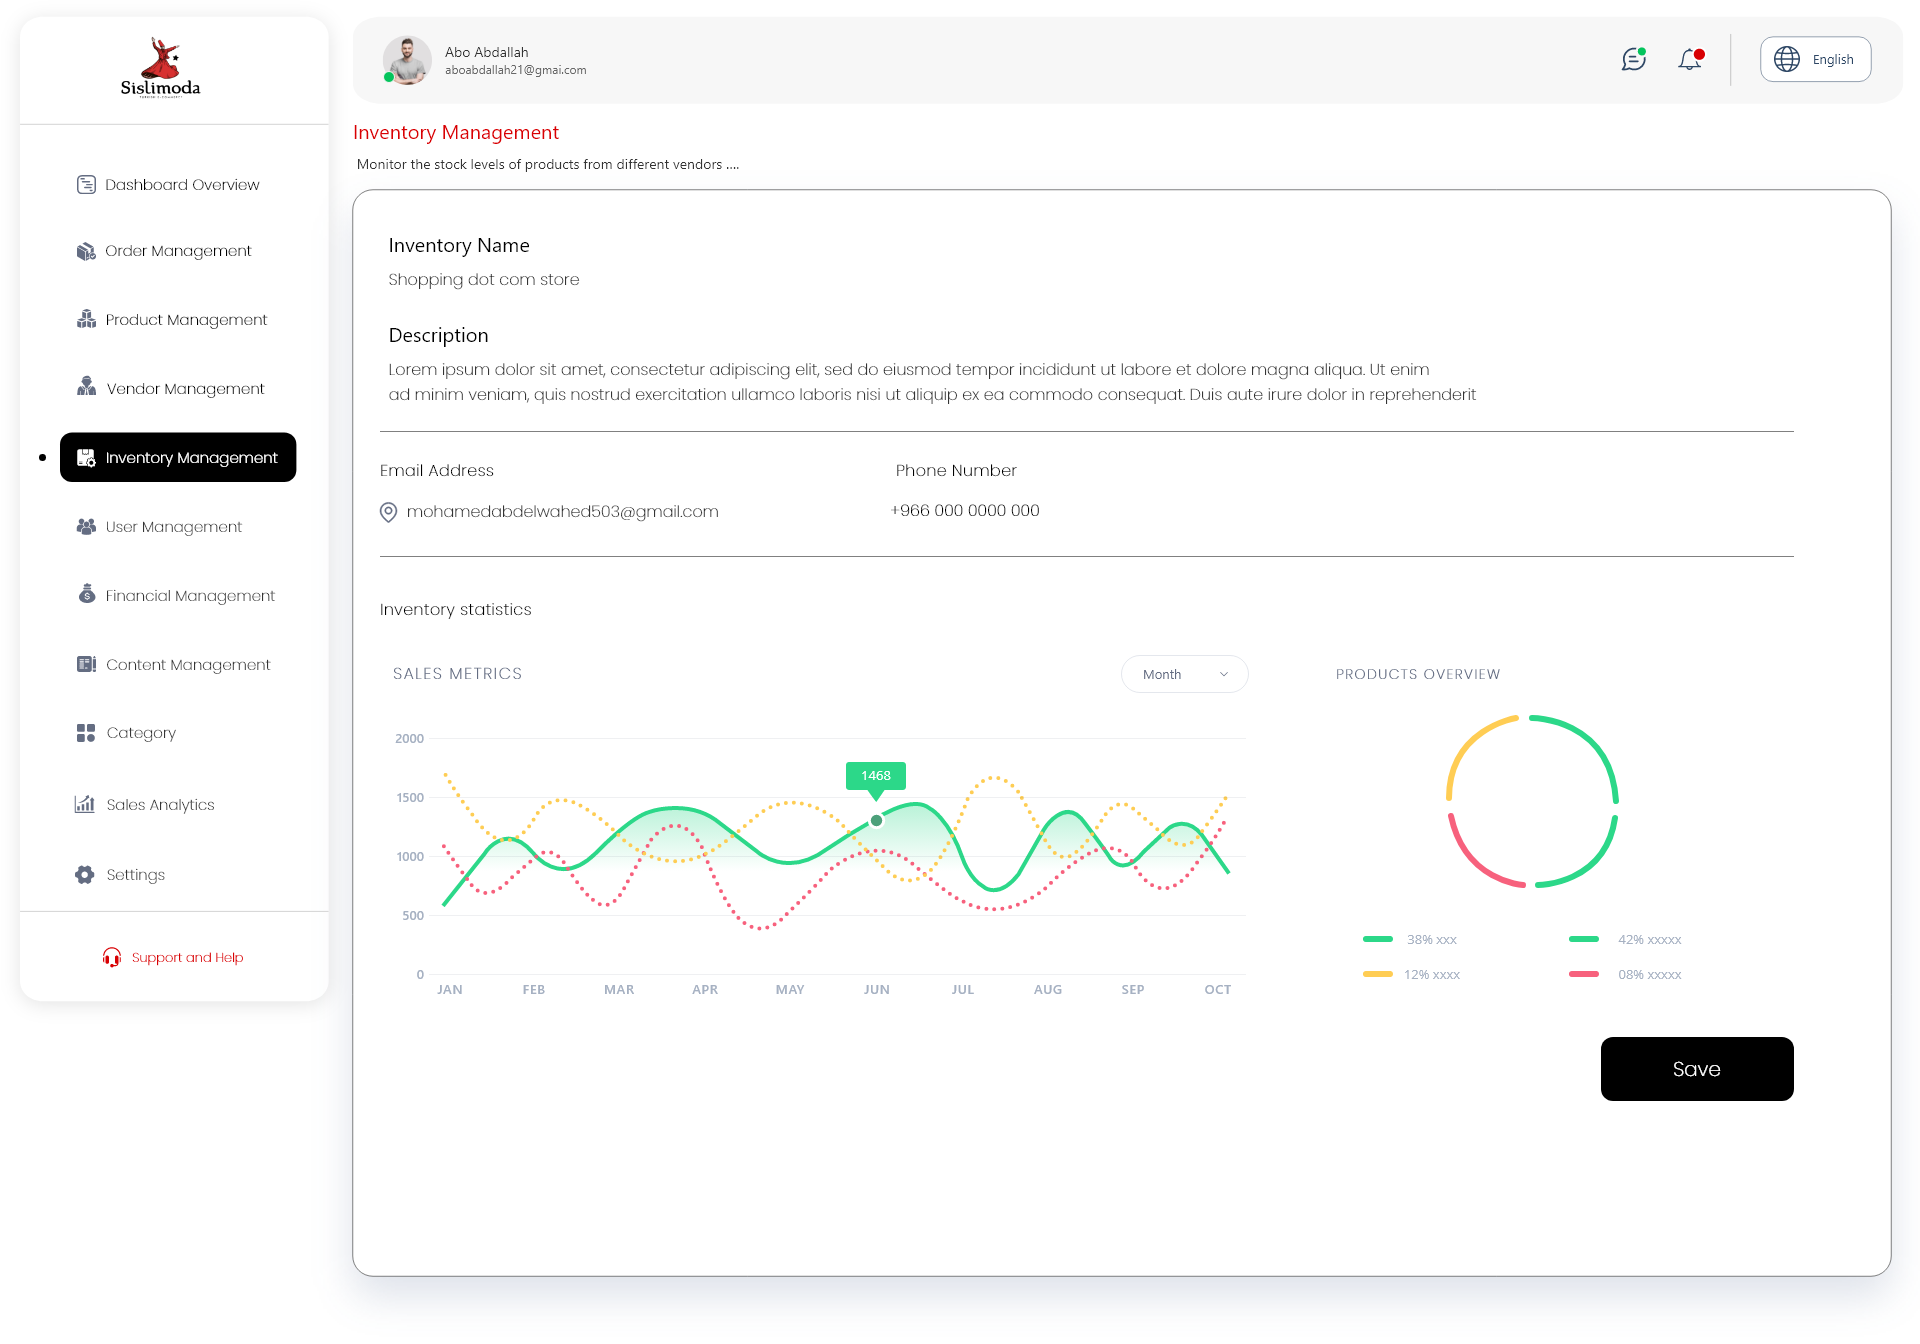 Sislimoda
Dashboard Overview
Order Management
Product Management
Vendor Management
Inventory Management
User Management
Financial Management
Content Management
Category
Sales Analytics
Settings
Support and Help
Abo Abdallah
aboabdallah21@gmai.com
English
Inventory Management
Monitor the stock levels of products from different vendors ....
Inventory Name
Shopping dot com store
Description
Lorem ipsum dolor sit amet, consectetur adipiscing elit, sed do eiusmod tempor incididunt ut labore et dolore magna aliqua. Ut enim
ad minim veniam, quis nostrud exercitation ullamco laboris nisi ut aliquip ex ea commodo consequat. Duis aute irure dolor in reprehenderit
Email Address
Phone Number
mohamedabdelwahed503@gmail.com
+966 000 0000 000
Inventory statistics
SALES METRICS
Month
2000
1500
1000
500
0
1468
JAN FEB MAR APR MAY JUN JUL AUG SEP OCT
PRODUCTS OVERVIEW
38% xxx
42% xxxxx
12% xxxx
08% xxxxx
Save